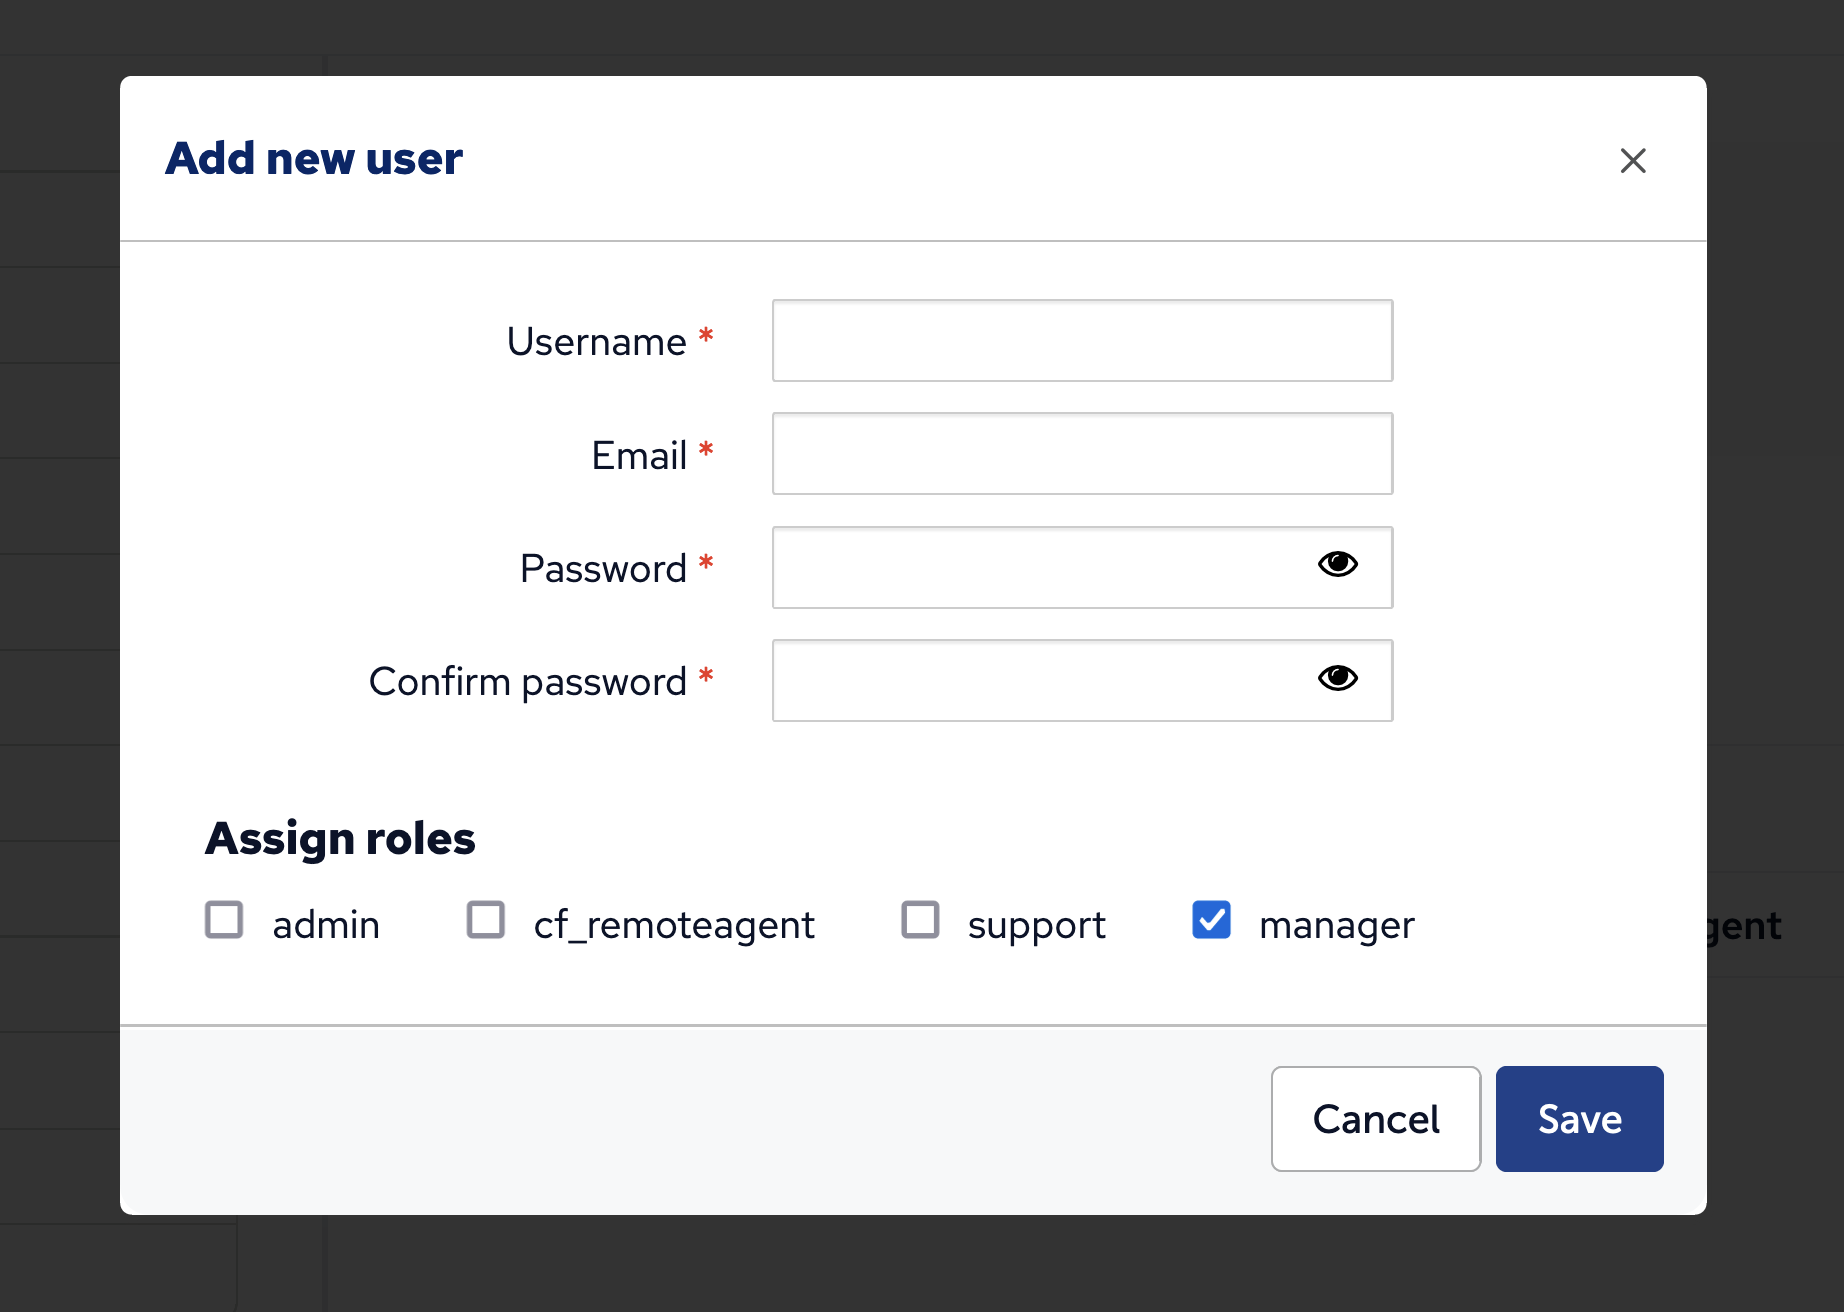 Add new user
Username *
Email *
Password *
Confirm password *
Assign roles
admin cf_remoteagent support manager
gent
Cancel Save